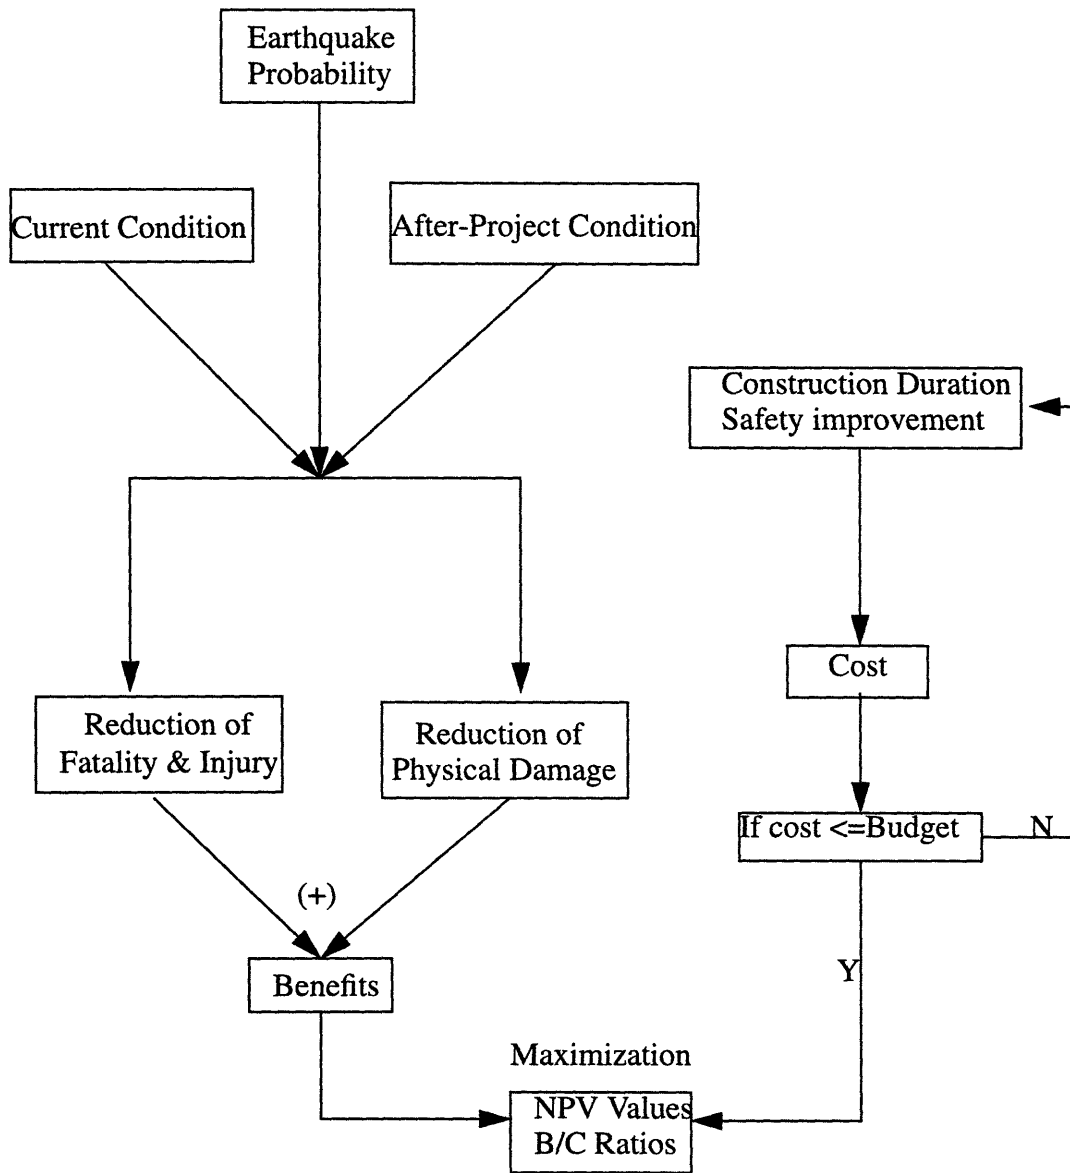 Earthquake
Probability
Current Condition
After-Project Condition
Construction Duration
Safety improvement
Cost
Reduction of
Fatality & Injury
Reduction of
Physical Damage
If cost <=Budget
N
(+)
Y
Benefits
Maximization
NPV Values
B/C Ratios